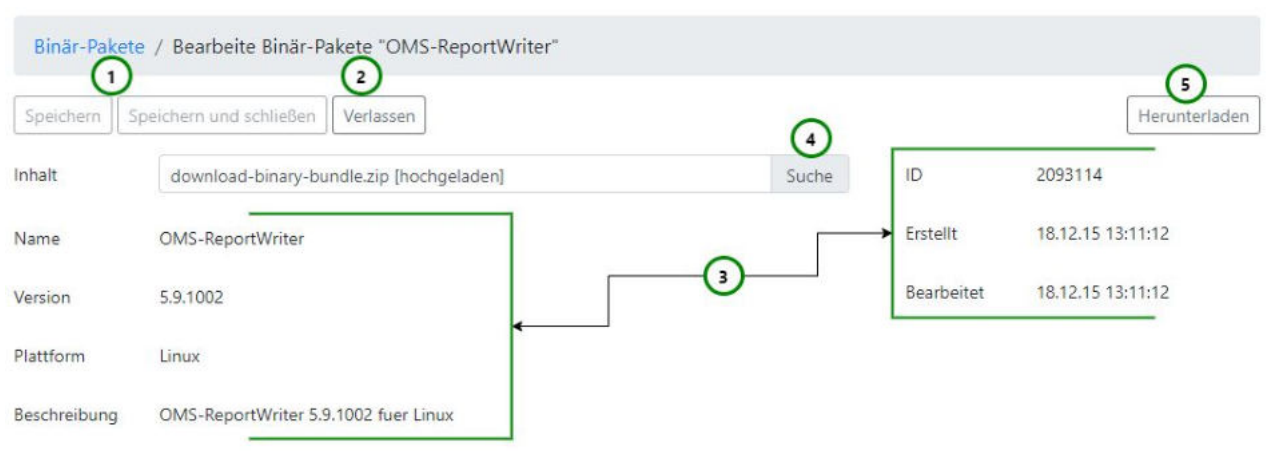 Binär-Pakete / Bearbeite Binär-Pakete "OMS-ReportWriter"
1
2
5
Speichern
Speichern und schließen
Verlassen
Herunterladen
4
Inhalt
download-binary-bundle.zip [hochgeladen]
Suche
ID
2093114
Name
OMS-ReportWriter
Erstellt
18.12.15 13:11:12
3
Version
5.9.1002
Bearbeitet
18.12.15 13:11:12
Plattform
Linux
Beschreibung
OMS-ReportWriter 5.9.1002 fuer Linux